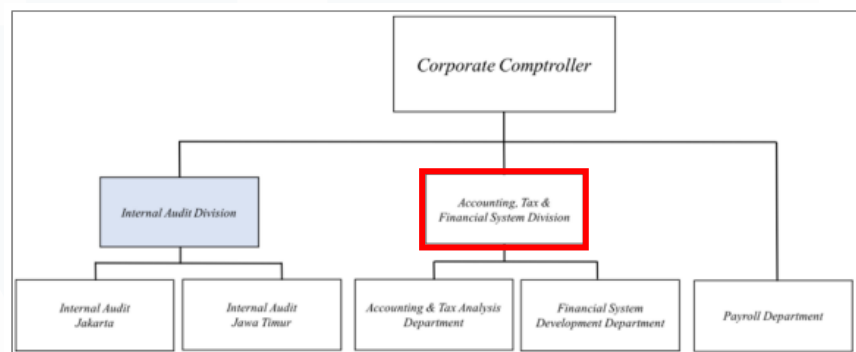 Corporate Comptroller
Internal Audit Division
Accounting, Tax &
Financial System Division
Internal Audit
Jakarta
Internal Audit
Jawa Timur
Accounting & Tax Analysis
Department
Financial System
Development Department
Payroll Department